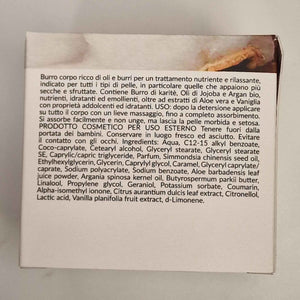 Burro corpo ricco di oli e burri per un trattamento nutriente e rilassante,
indicato per tutti i tipi di pelle, in particolare quelle che appaiono più
secche e sfruttate. Contiene Burro di karité, Oli di Jojoba e Argan bio,
nutrienti, idratanti ed emollienti, oltre ad estratti di Aloe vera e Vaniglia
con proprietà addolcenti ed idratanti. USO: dopo la detersione applicare
su tutto il corpo con un lieve massaggio, fino a completo assorbimento.
Si assorbe facilmente e non unge, ma lascia la pelle morbida e setosa.
PRODOTTO COSMETICO PER USO ESTERNO Tenere fuori dalla
portata dei bambini. Conservare in luogo fresco ed asciutto. Evitare
il contatto con gli occhi. Ingredients: Aqua, C12-15 alkyl benzoate,
Coco-caprylate, Cetearyl alcohol, Glyceryl stearate, Glyceryl stearate
SE, Caprylic/capric triglyceride, Parfum, Simmondsia chinensis seed oil,
Ethylhexylglycerin, Glycerin, Caprylyl glycol, Caramel, Glyceryl caprylate/
caprate, Sodium polyacrylate, Sodium benzoate, Aloe barbadensis leaf
juice powder, Argania spinosa kernel oil, Butyrospermum parkii butter,
Linalool, Propylene glycol, Geraniol, Potassium sorbate, Coumarin,
Alpha-isomethyl ionone, Citrus aurantium dulcis leaf extract, Citronellol,
Lactic acid, Vanilla planifolia fruit extract, d-Limonene.